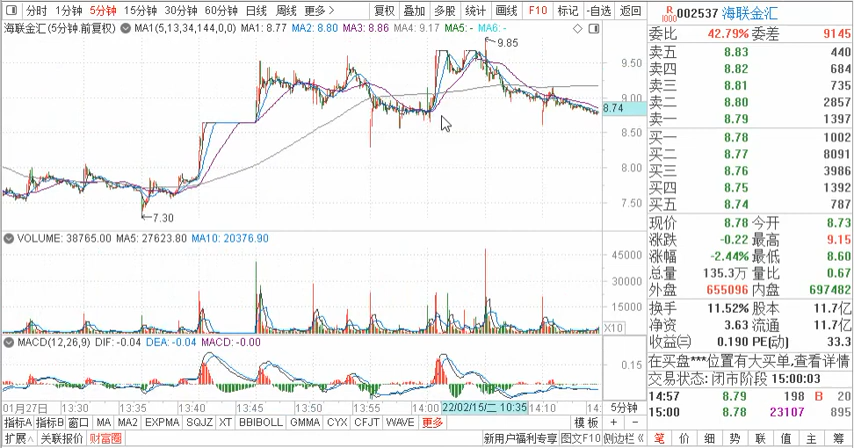 分时 1分钟 5分钟 15分钟 30分钟 60分钟 日线 周线 更多> 复权 叠加 多股 统计 画线 F10 标记 -自选 返回
海联金汇(5分钟.前复权) MA1(5,13,34,144,0,0) MA1: 8.77 MA2: 8.80 MA3: 8.86 MA4: 9.17 MA5: - MA6: -
9.85
9.50
9.00
8.74
8.50
8.00
7.50
7.30
VOLUME: 38765.00 MA5: 27623.80 MA10: 20376.90
45000
30000
15000
X10
MACD(12,26,9) DIF: -0.04 DEA: -0.04 MACD: -0.00
0.15
01月27日 13:30 13:35 13:40 13:45 13:50 13:55 14:00 22/02/15/二 10:35 14:10 14: 5分钟
指标A 指标B 窗口 MA MA2 EXPMA SQJZ XT BBIBOLL GMMA CYX CFJT WAVE 更多 模板 + -
扩展∧ 关联报价 财富圈 新用户福利专享 图文F10 侧边栏《
R
1000 002537 海联金汇
委比 42.79% 委差 9145
卖五 8.83 440
卖四 8.82 684
卖三 8.81 735
卖二 8.80 2857
卖一 8.79 1397
买一 8.78 1002
买二 8.77 8091
买三 8.76 3986
买四 8.75 1392
买五 8.74 787
现价 8.78 今开 8.73
涨跌 -0.22 最高 9.15
涨幅 -2.44% 最低 8.60
总量 135.3万 量比 0.67
外盘 655096 内盘 697482
换手 11.52% 股本 11.7亿
净资 3.63 流通 11.7亿
收益㈢ 0.190 PE(动) 33.3
在买盘***位置有大买单,查看详情
交易状态: 闭市阶段 15:00:03
14:57 8.79 198 B 20
15:00 8.78 23107 895
笔 价 细 势 联 值 主 筹